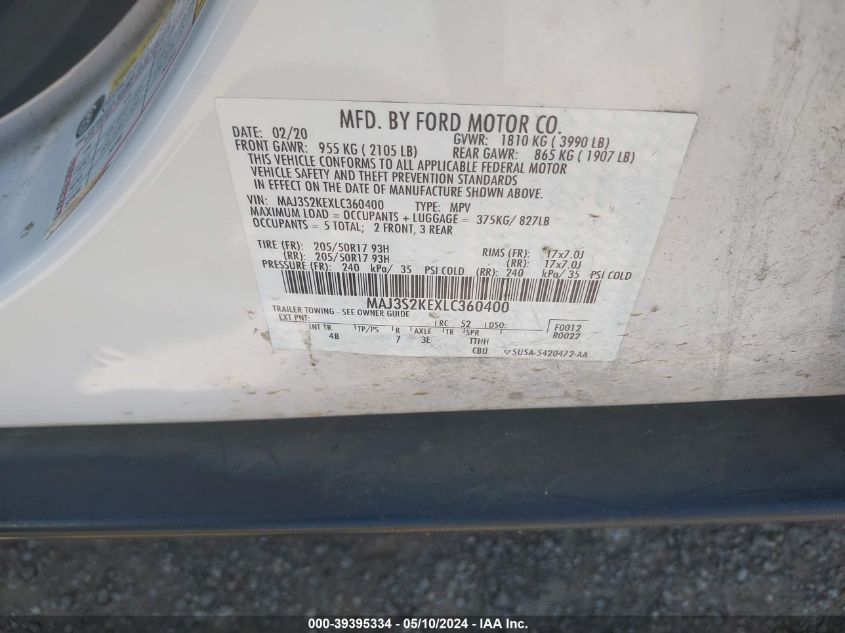 MFD. BY FORD MOTOR CO.
DATE: 02/20 GVWR: 1810 KG ( 3990 LB)
FRONT GAWR: 955 KG ( 2105 LB) REAR GAWR: 865 KG ( 1907 LB)
THIS VEHICLE CONFORMS TO ALL APPLICABLE FEDERAL MOTOR
VEHICLE SAFETY AND THEFT PREVENTION STANDARDS
IN EFFECT ON THE DATE OF MANUFACTURE SHOWN ABOVE.
VIN: MAJ3S2KEXLC360400 TYPE: MPV
MAXIMUM LOAD = OCCUPANTS + LUGGAGE = 375KG/ 827LB
OCCUPANTS = 5 TOTAL; 2 FRONT, 3 REAR
TIRE (FR): 205/50R17 93H RIMS (FR): 17x7.0J
(RR): 205/50R17 93H (RR): 17x7.0J
PRESSURE (FR): 240 kPa/ 35 PSI COLD (RR): 240 kPa/ 35 PSI COLD
MAJ3S2KEXLC360400
TRAILER TOWING - SEE OWNER GUIDE
EXT PNT: RC: 52 DSO: F0012
INT TR TP/PS R AXLE TR SPR R0022
4B 7 3E TTHH
CBU 5U5A-5420472-AA
000-39395334 - 05/10/2024 - IAA Inc.